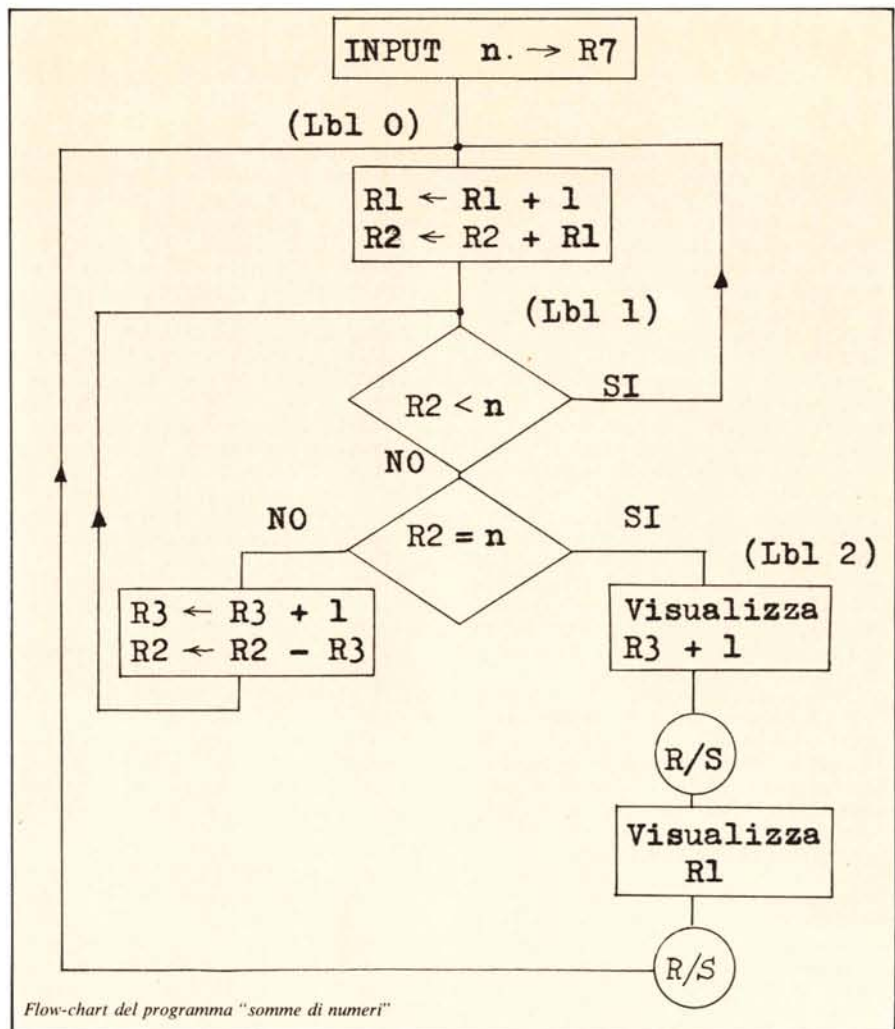 INPUT n. → R7
(Lbl 0)
R1 ← R1 + 1
R2 ← R2 + R1
(Lbl 1)
R2 < n
SI
NO
R2 = n
NO
SI
(Lbl 2)
R3 ← R3 + 1
R2 ← R2 - R3
Visualizza
R3 + 1
R/S
Visualizza
R1
R/S
Flow-chart del programma "somme di numeri"